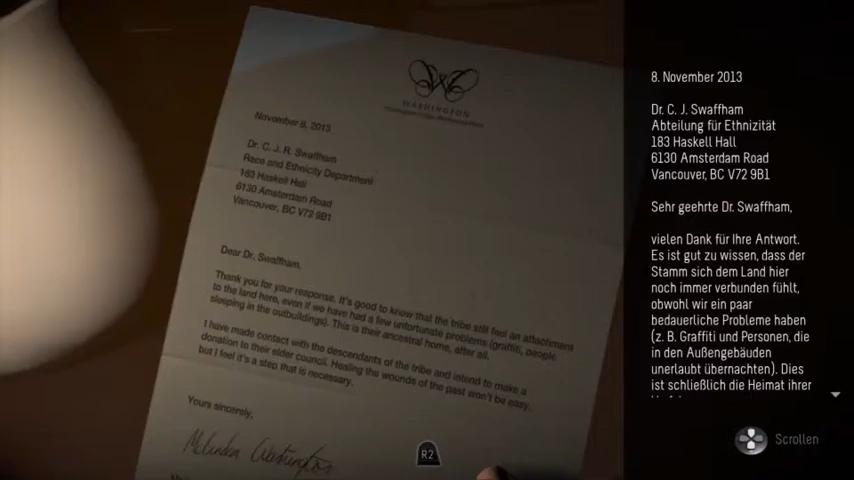 W
WASHINGTON
November 8, 2013
Dr. C. J. R. Swaffham
Race and Ethnicity Department
183 Haskell Hall
6130 Amsterdam Road
Vancouver, BC V72 9B1
Dear Dr. Swaffham,
Thank you for your response. It's good to know that the tribe still feel an attachment
to the land here, even if we have had a few unfortunate problems (graffiti, people
sleeping in the outbuildings). This is their ancestral home, after all.
I have made contact with the descendants of the tribe and intend to make a
donation to their elder council. Healing the wounds of the past won't be easy,
but I feel it's a step that is necessary.
Yours sincerely,
Melinda Washington
R2
8. November 2013
Dr. C. J. Swaffham
Abteilung für Ethnizität
183 Haskell Hall
6130 Amsterdam Road
Vancouver, BC V72 9B1
Sehr geehrte Dr. Swaffham,
vielen Dank für Ihre Antwort.
Es ist gut zu wissen, dass der
Stamm sich dem Land hier
noch immer verbunden fühlt,
obwohl wir ein paar
bedauerliche Probleme haben
(z. B. Graffiti und Personen, die
in den Außengebäuden
unerlaubt übernachten). Dies
ist schließlich die Heimat ihrer
Scrollen